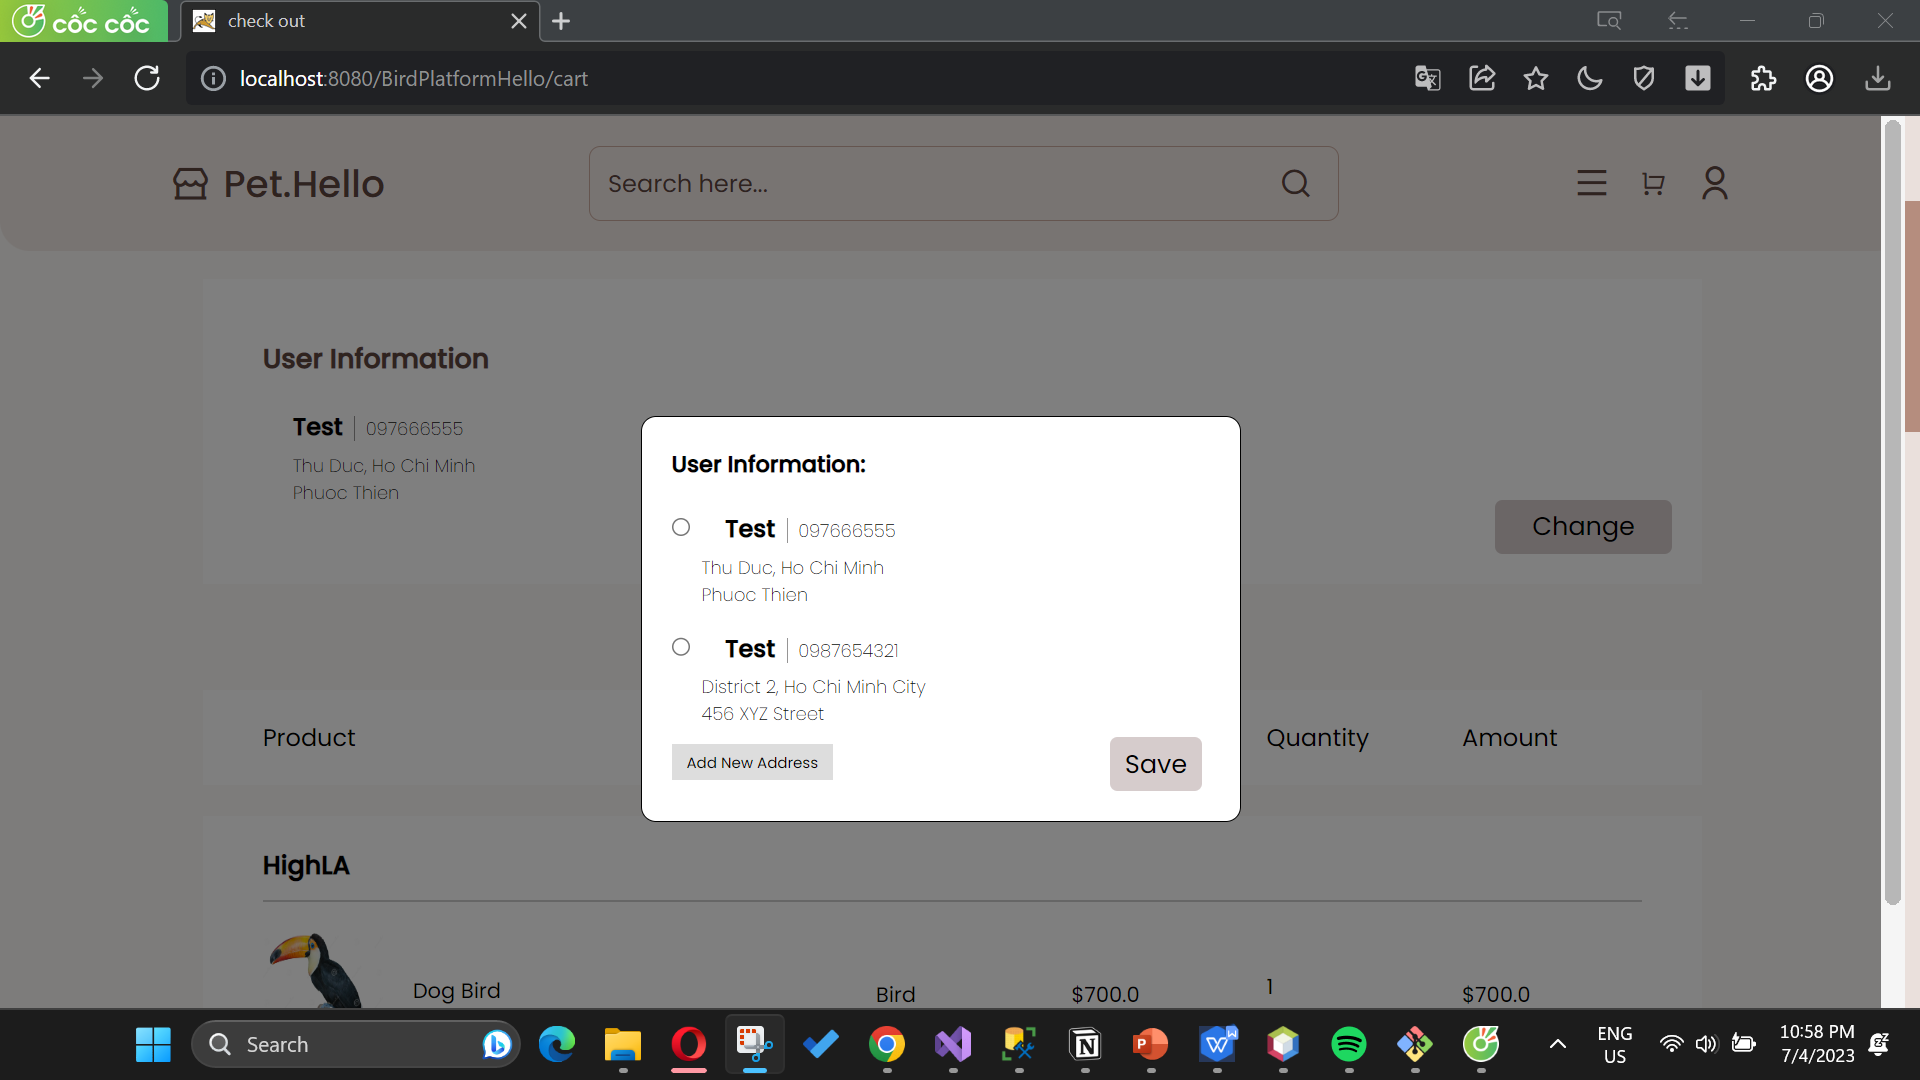 cốc cốc
check out
localhost:8080/BirdPlatformHello/cart
Pet.Hello
Search here...
User Information
Test
097666555
Thu Duc, Ho Chi Minh
Phuoc Thien
Change
User Information:
Test
097666555
Thu Duc, Ho Chi Minh
Phuoc Thien
Test
0987654321
District 2, Ho Chi Minh City
456 XYZ Street
Add New Address
Save
Product
Quantity
Amount
HighLA
Dog Bird
Bird
$700.0
1
$700.0
Search
ENG
US
10:58 PM
7/4/2023